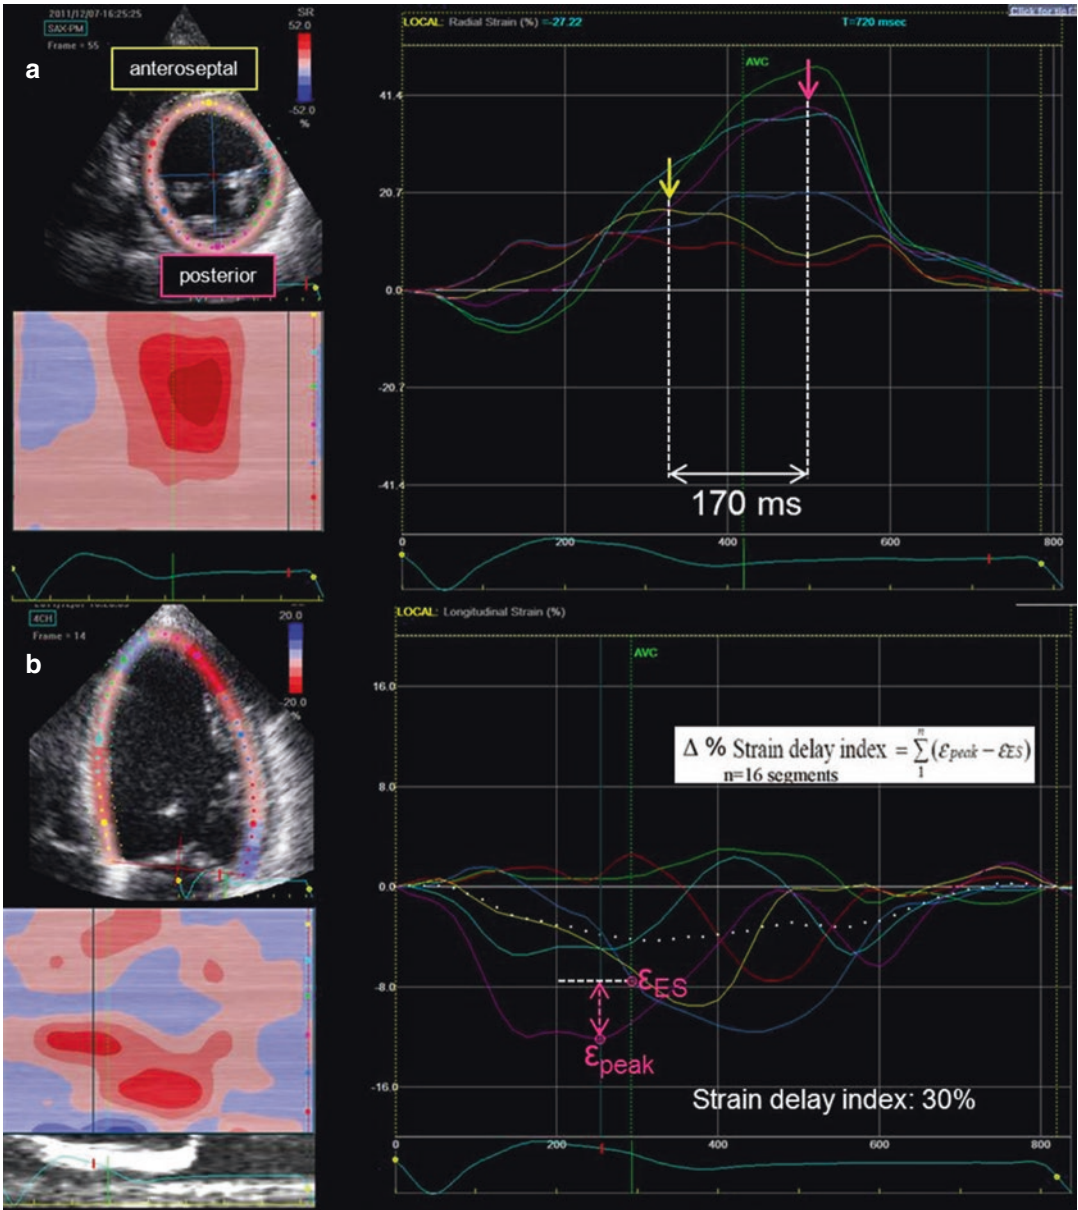 2011/12/07-16:25:25
SAX-PM
Frame = 55
SR
52.0
-52.0
%
a
anteroseptal
posterior
LOCAL: Radial Strain (%) =-27.22
T=720 msec
Click for tip
AVC
41.4
20.7
0.0
-20.7
-41.4
170 ms
0
200
400
600
800
4CH
Frame = 14
20.0
-20.0
%
b
LOCAL: Longitudinal Strain (%)
AVC
16.0
8.0
0.0
-8.0
-16.0
Δ % Strain delay index = n ∑ 1 (εpeak – εES)
n=16 segments
εES
εpeak
Strain delay index: 30%
0
200
400
600
800